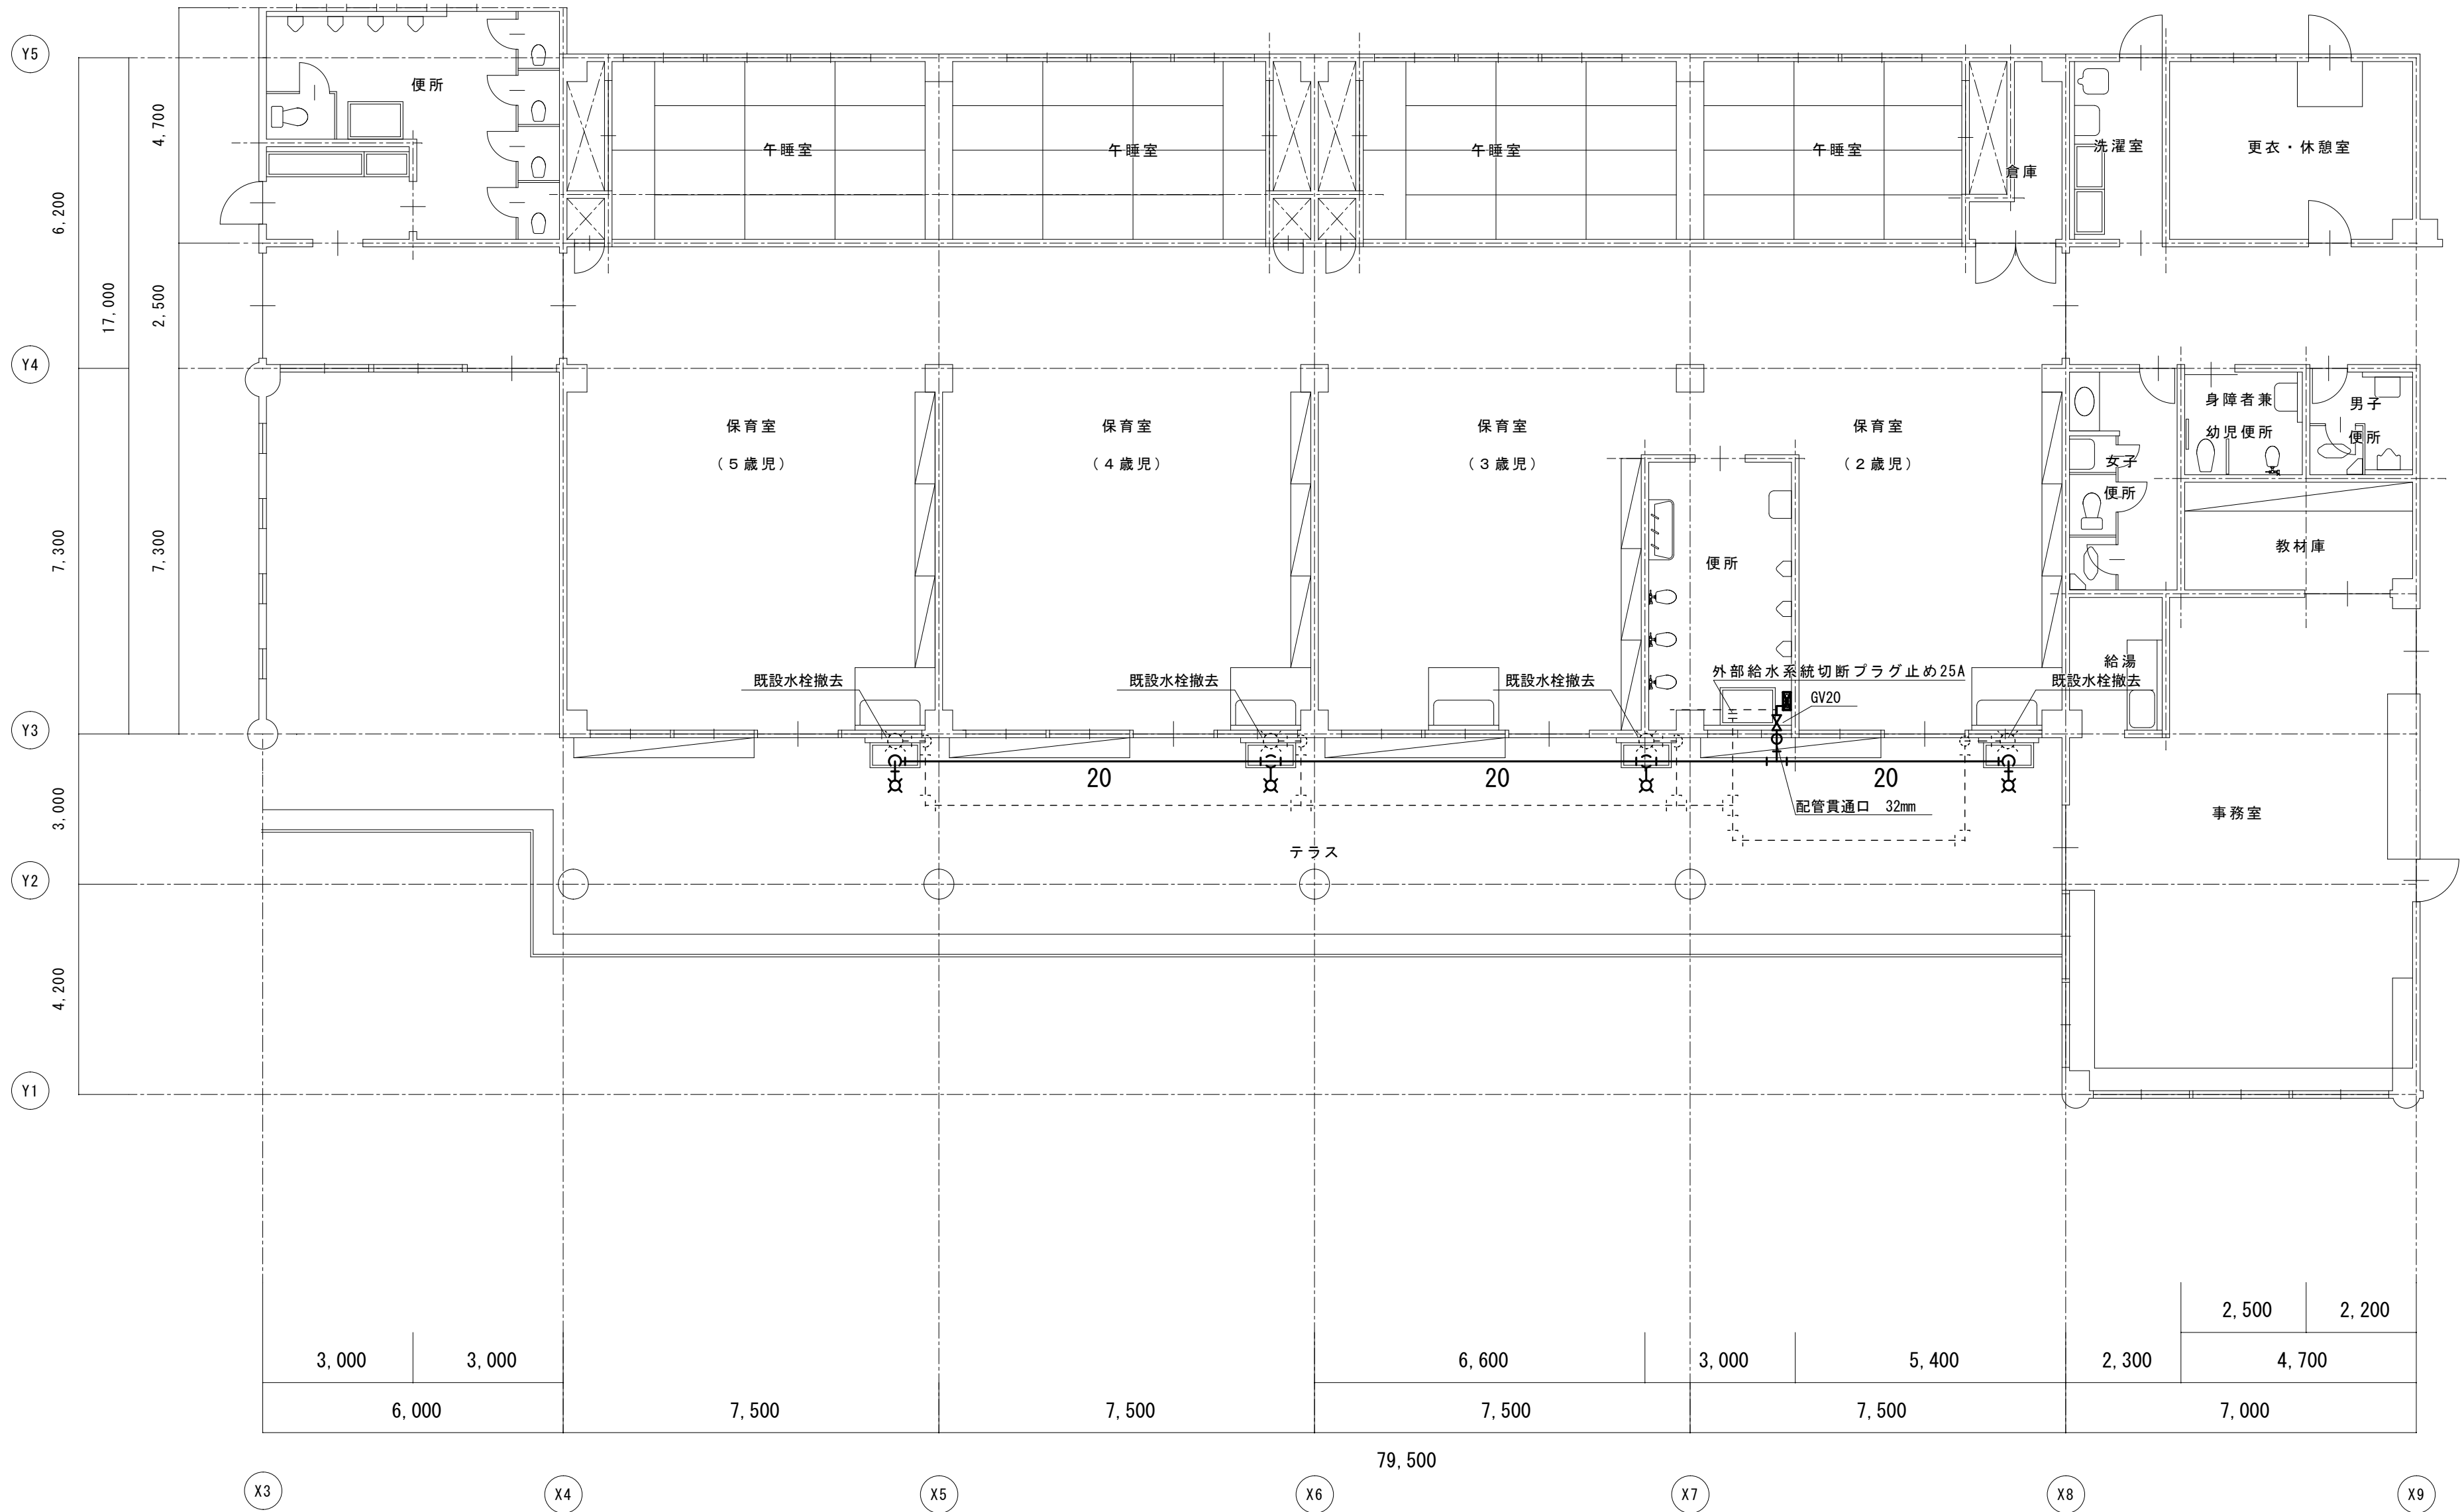 Y5
便所
4,700
午睡室
午睡室
午睡室
午睡室
洗濯室
更衣・休憩室
倉庫
6,200
17,000
2,500
Y4
保育室
(5歳児)
保育室
(4歳児)
保育室
(3歳児)
保育室
(2歳児)
身障者兼
幼児便所
男子
便所
女子
便所
7,300
7,300
便所
教材庫
給湯
既設水栓撤去
既設水栓撤去
既設水栓撤去
外部給水系統切断プラグ止め25A
既設水栓撤去
GV20
Y3
20
20
20
配管貫通口 32mm
3,000
事務室
テラス
Y2
4,200
Y1
2,500
2,200
3,000
3,000
6,600
3,000
5,400
2,300
4,700
6,000
7,500
7,500
7,500
7,500
7,000
79,500
X3
X4
X5
X6
X7
X8
X9